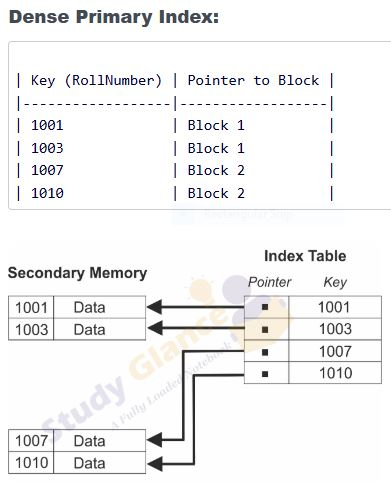 Dense Primary Index:
| Key (RollNumber) | Pointer to Block |
|------------------|------------------|
| 1001 | Block 1 |
| 1003 | Block 1 |
| 1007 | Block 2 |
| 1010 | Block 2 |
Rectangular Snip
Index Table
Secondary Memory
Pointer Key
1001 Data
1003 Data
1001
1003
1007
1010
1007 Data
1010 Data
Study Glance
A Fully Loaded Notebook